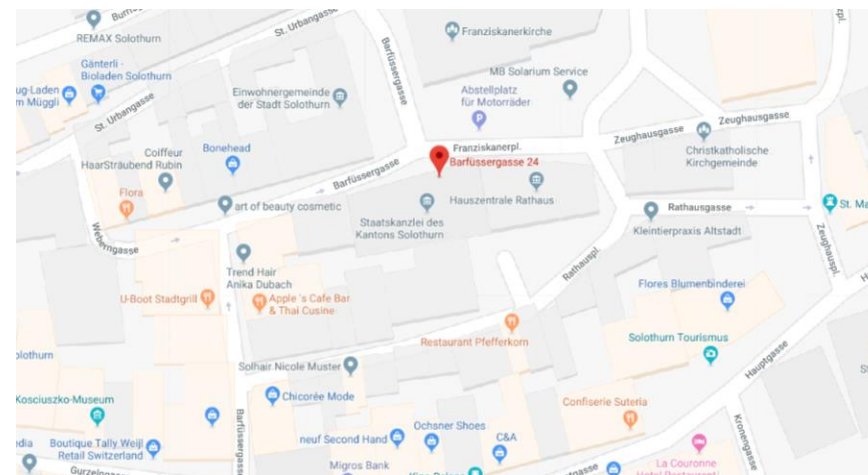 REMAX Solothurn
St. Urbangasse
Barfüssergasse
Franziskanerkirche
Gänterli -
Bioladen Solothurn
ug-Laden
m Müggli
Einwohnergemeinde
der Stadt Solothurn
MB Solarium Service
Abstellplatz
für Motorräder
St. Urbangasse
Zeughausgasse
Zeughausgasse
Coiffeur
HaarSträubend Rubin
Bonehead
Franziskanerpl.
Barfüssergasse 24
Christkatholische
Kirchgemeinde
Barfüssergasse
Flora
art of beauty cosmetic
Hauszentrale Rathaus
Staatskanzlei des
Kantons Solothurn
Rathausgasse
St. Ma
Kleintierpraxis Altstadt
Webergasse
Zeughauspl.
Rathauspl.
Trend Hair
Anika Dubach
Flores Blumenbinderei
U-Boot Stadtgrill
Apple´s Cafe Bar
& Thai Cusine
Restaurant Pfefferkorn
Solothurn Tourismus
olothurn
Solhair Nicole Muster
Hauptgasse
Kosciuszko-Museum
Chicorée Mode
Confiserie Suteria
Barfüssergasse
Ochsner Shoes
Kronengasse
neuf Second Hand
C&A
edia
Boutique Tally Weijl
Retail Switzerland
Migros Bank
La Couronne